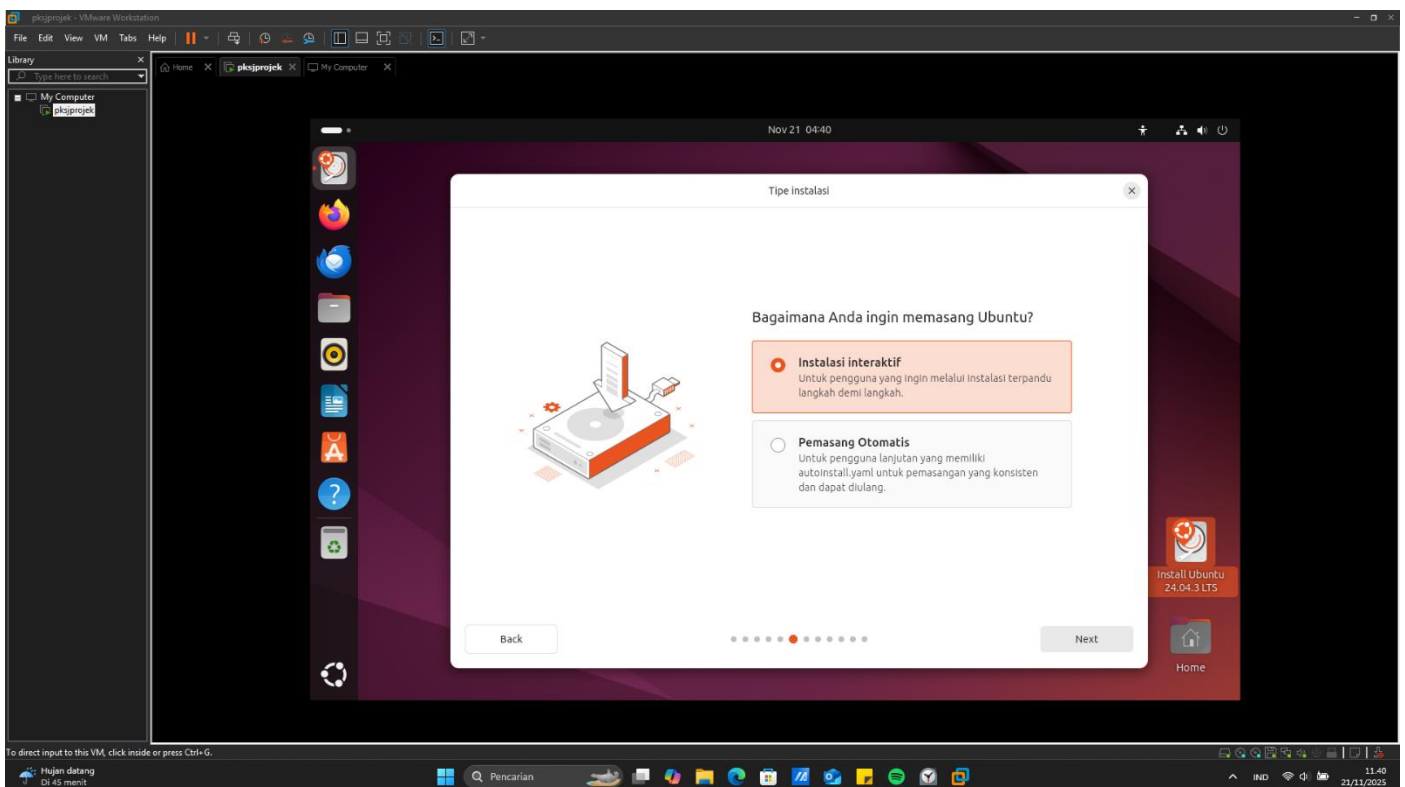 pksjprojek - VMware Workstation
File Edit View VM Tabs Help
Library
Type here to search
My Computer
pksjprojek
Home
pksjprojek
My Computer
Nov 21 04:40
Tipe instalasi
Bagaimana Anda ingin memasang Ubuntu?
Instalasi interaktif
Untuk pengguna yang ingin melalui instalasi terpandu
langkah demi langkah.
Pemasang Otomatis
Untuk pengguna lanjutan yang memiliki
autoinstall.yaml untuk pemasangan yang konsisten
dan dapat diulang.
Back
Next
Install Ubuntu
24.04.3 LTS
Home
To direct input to this VM, click inside or press Ctrl+G.
Hujan datang
Di 45 menit
Pencarian
IND
11.40
21/11/2025